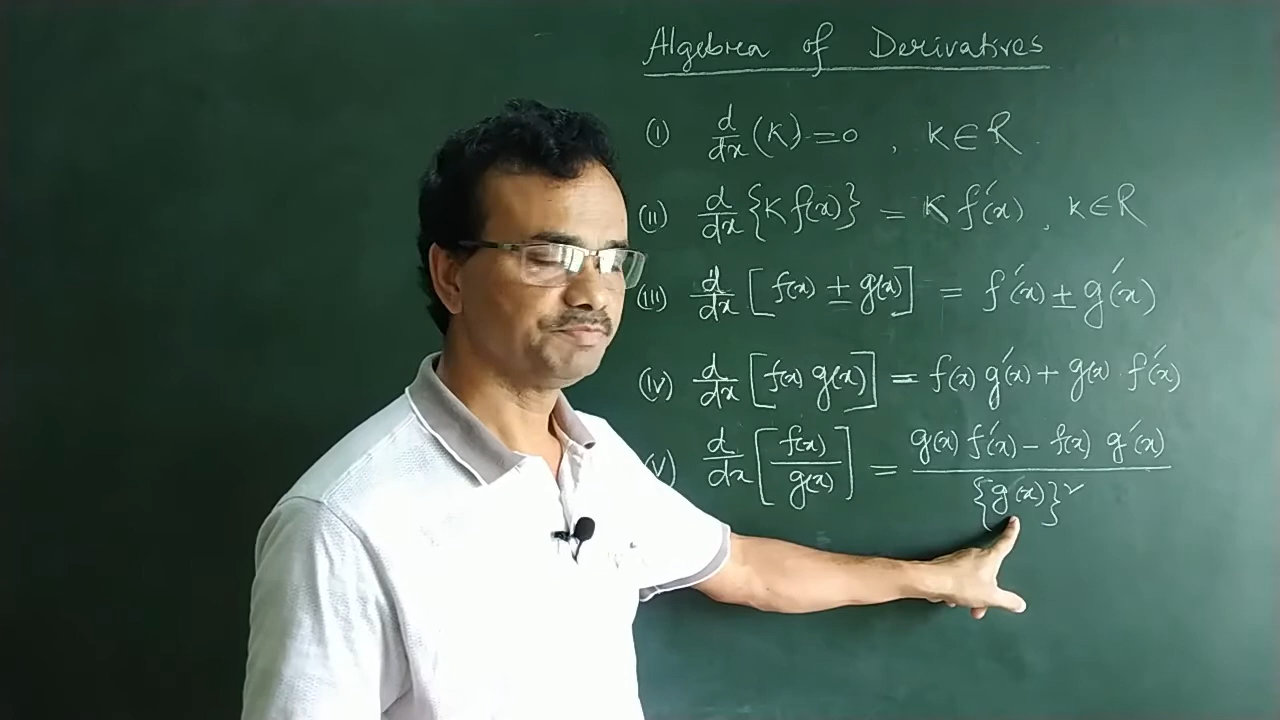 Algebra of Derivatives
(i) d/dx (K) = 0 , K ∈ R
(ii) d/dx {K f(x)} = K f′(x) , K ∈ R
(iii) d/dx [f(x) ± g(x)] = f′(x) ± g′(x)
(iv) d/dx [f(x) g(x)] = f(x) g′(x) + g(x) · f′(x)
(v) d/dx [f(x)/g(x)] = g(x) f′(x) – f(x) g′(x) / {g(x)}²